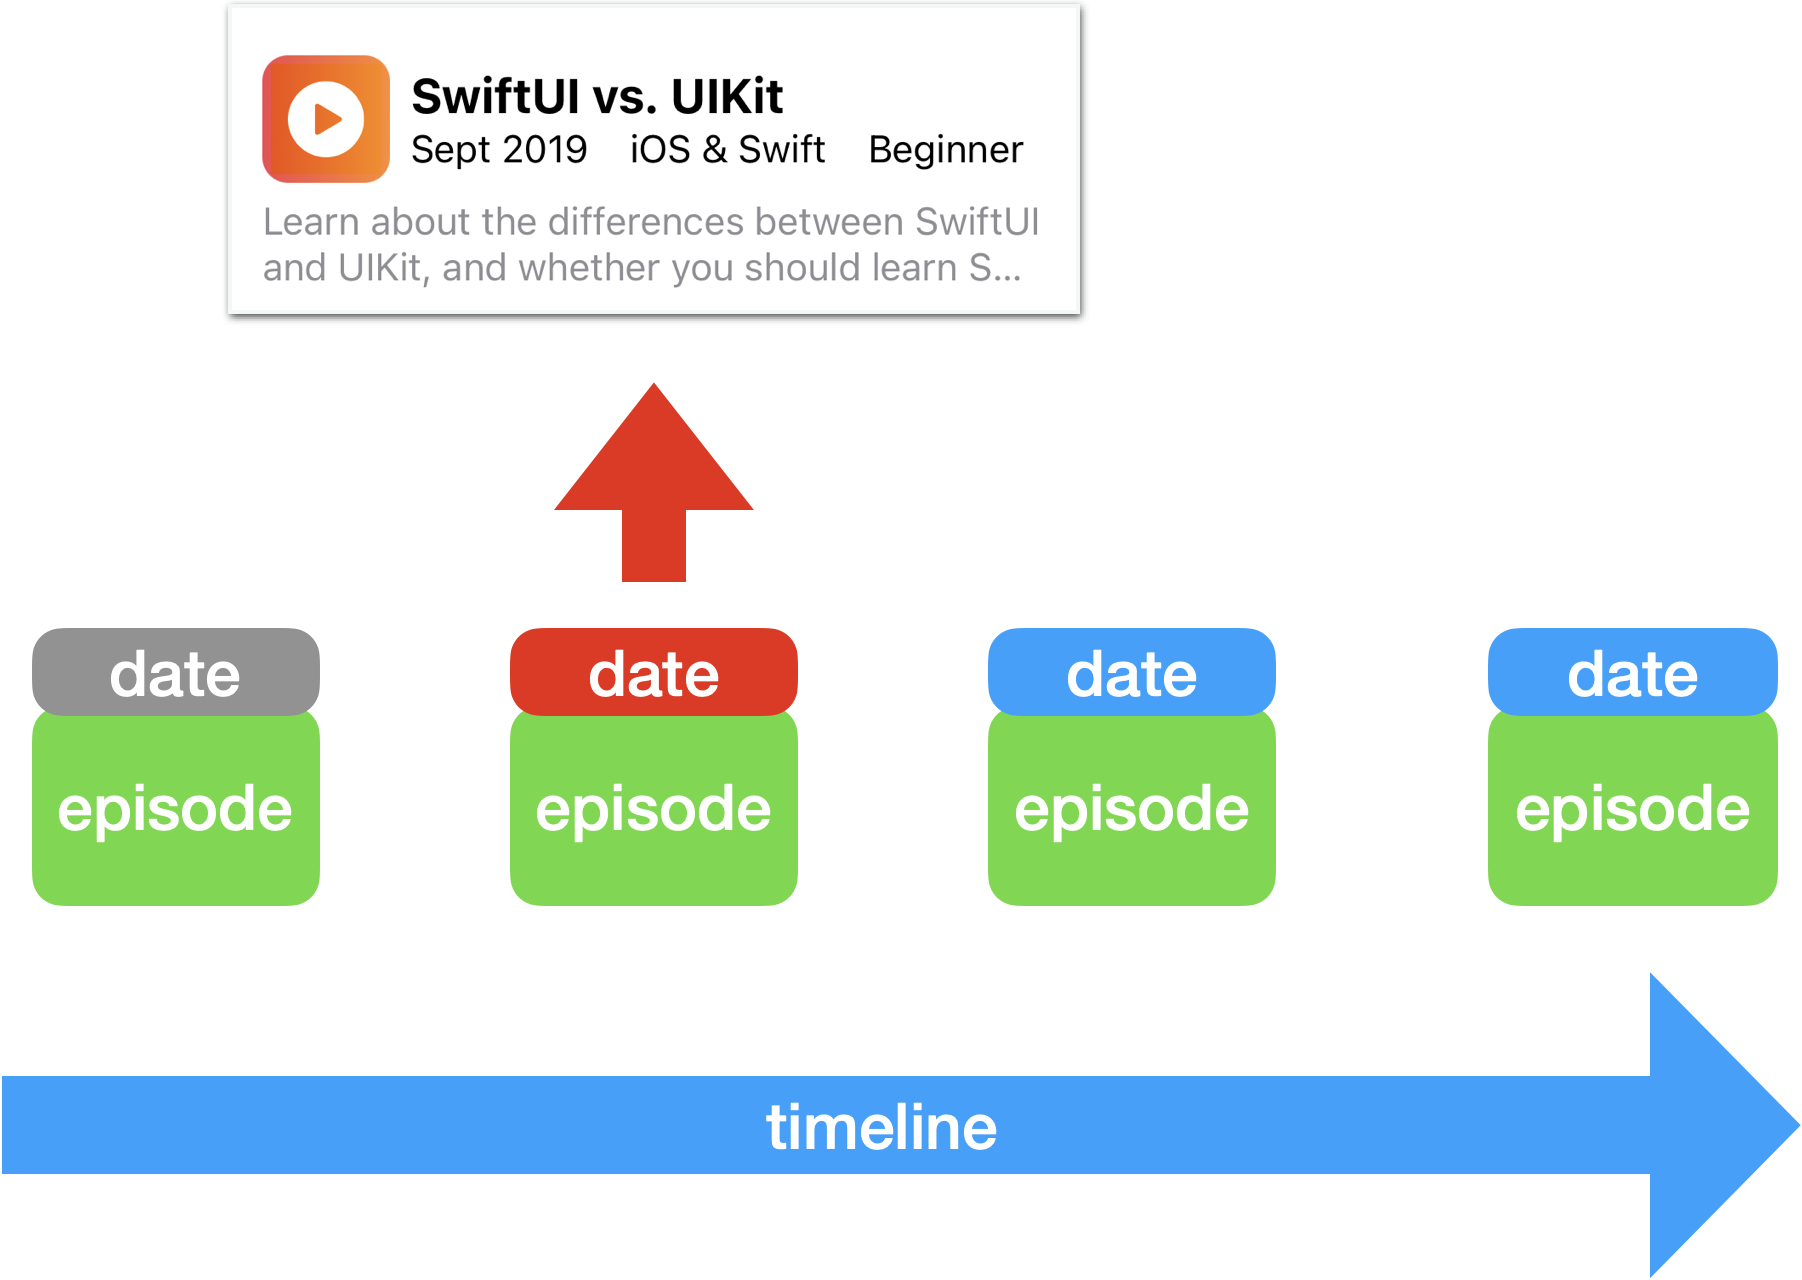 SwiftUI vs. UIKit
Sept 2019 iOS & Swift Beginner
Learn about the differences between SwiftUI
and UIKit, and whether you should learn S...
date date date date
episode episode episode episode
timeline